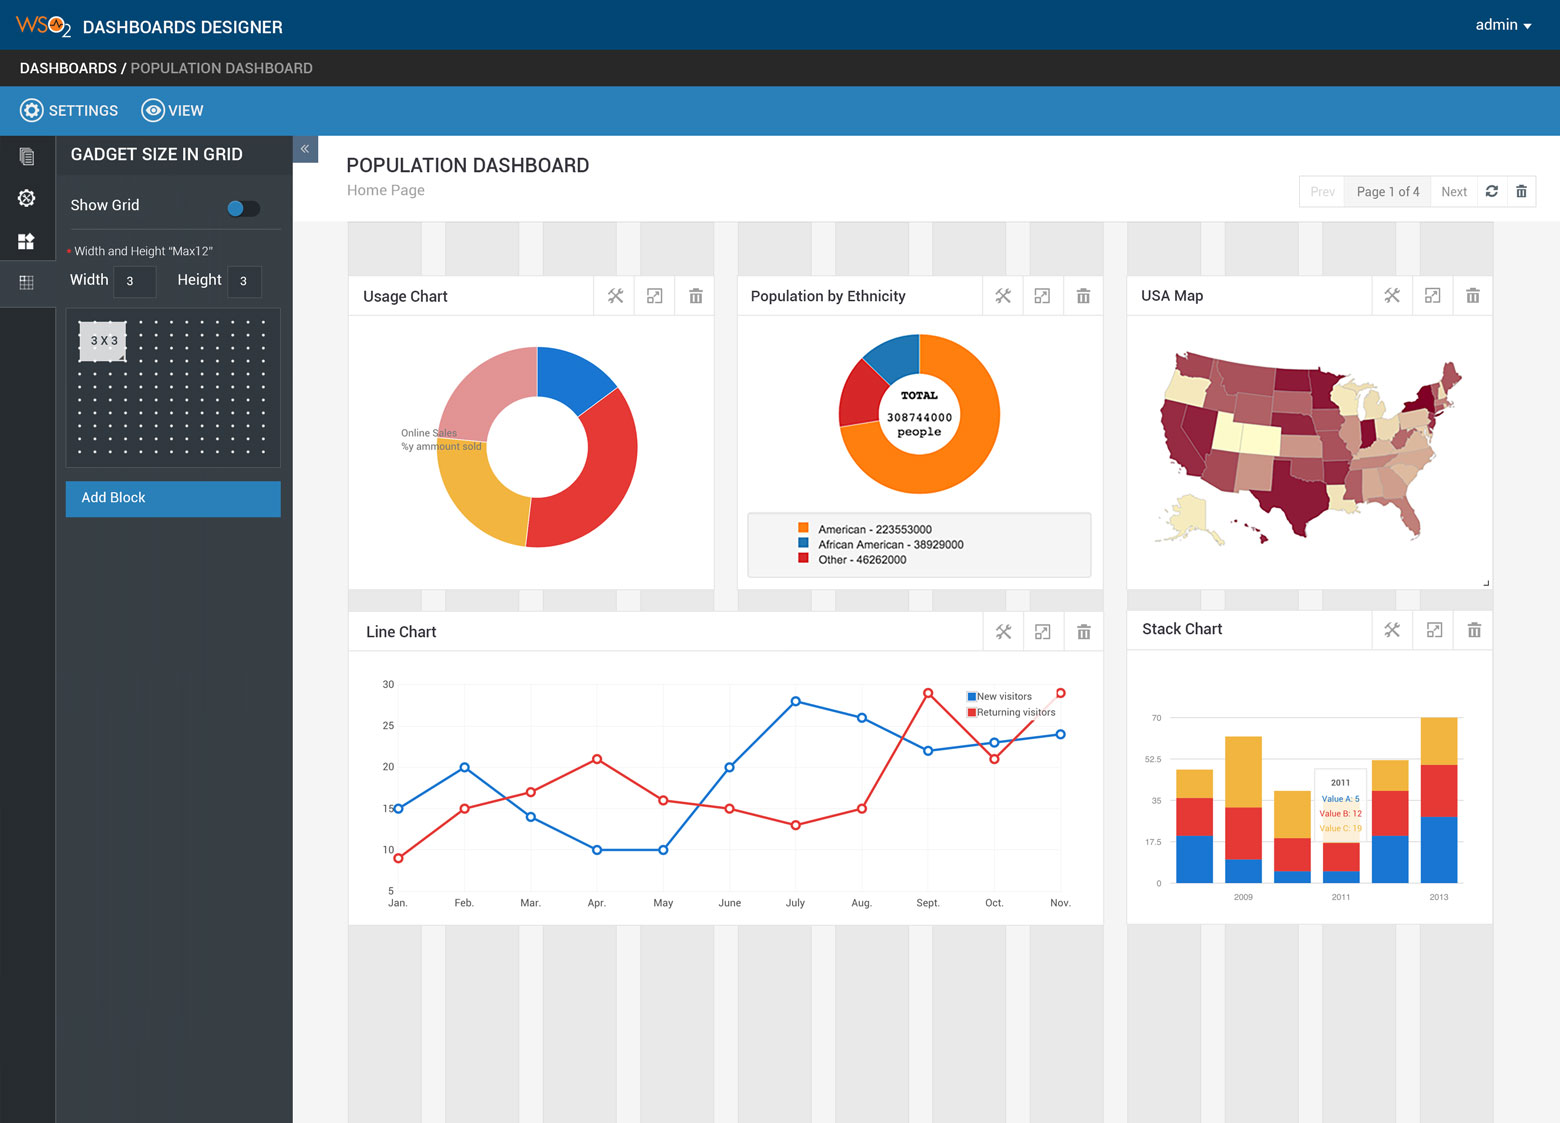 WSO2 DASHBOARDS DESIGNER
admin
DASHBOARDS / POPULATION DASHBOARD
SETTINGS
VIEW
GADGET SIZE IN GRID
«
Show Grid
* Width and Height “Max12”
Width 3 Height 3
3 X 3
Add Block
POPULATION DASHBOARD
Home Page
Prev Page 1 of 4 Next
Usage Chart
Online Sales
%y ammount sold
Population by Ethnicity
TOTAL
308744000
people
American - 223553000
African American - 38929000
Other - 46262000
USA Map
Line Chart
30
25
20
15
10
5
New visitors
Returning visitors
Jan. Feb. Mar. Apr. May June July Aug. Sept. Oct. Nov.
Stack Chart
70
52.5
35
17.5
0
2011
Value A: 5
Value B: 12
Value C: 19
2009 2011 2013